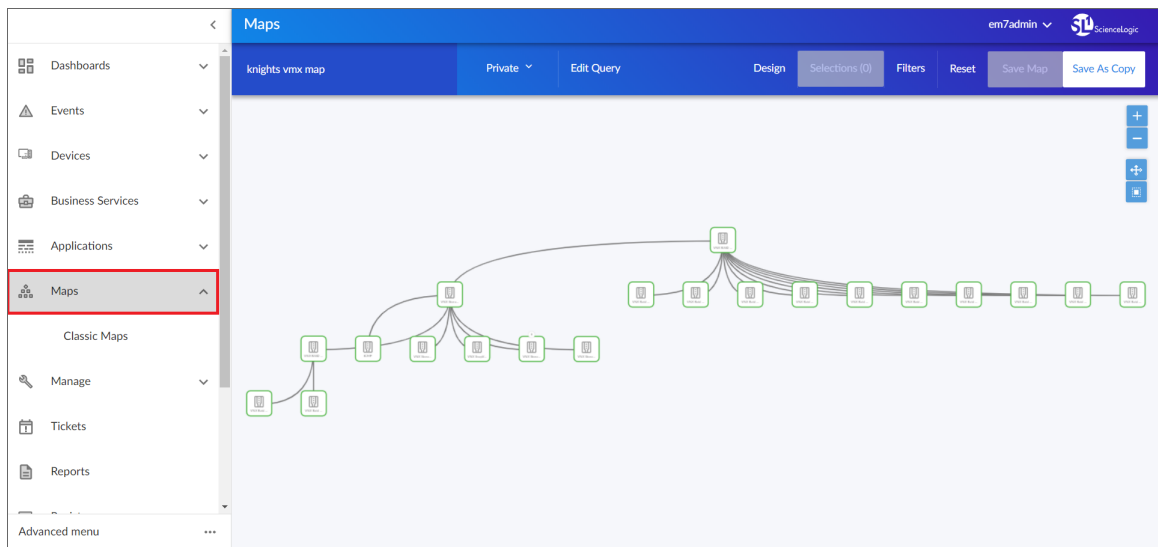 Maps
em7admin
SL1 ScienceLogic
knights vmx map
Private
Edit Query
Design
Selections (0)
Filters
Reset
Save Map
Save As Copy
Dashboards
Events
Devices
Business Services
Applications
Maps
Classic Maps
Manage
Tickets
Reports
Advanced menu